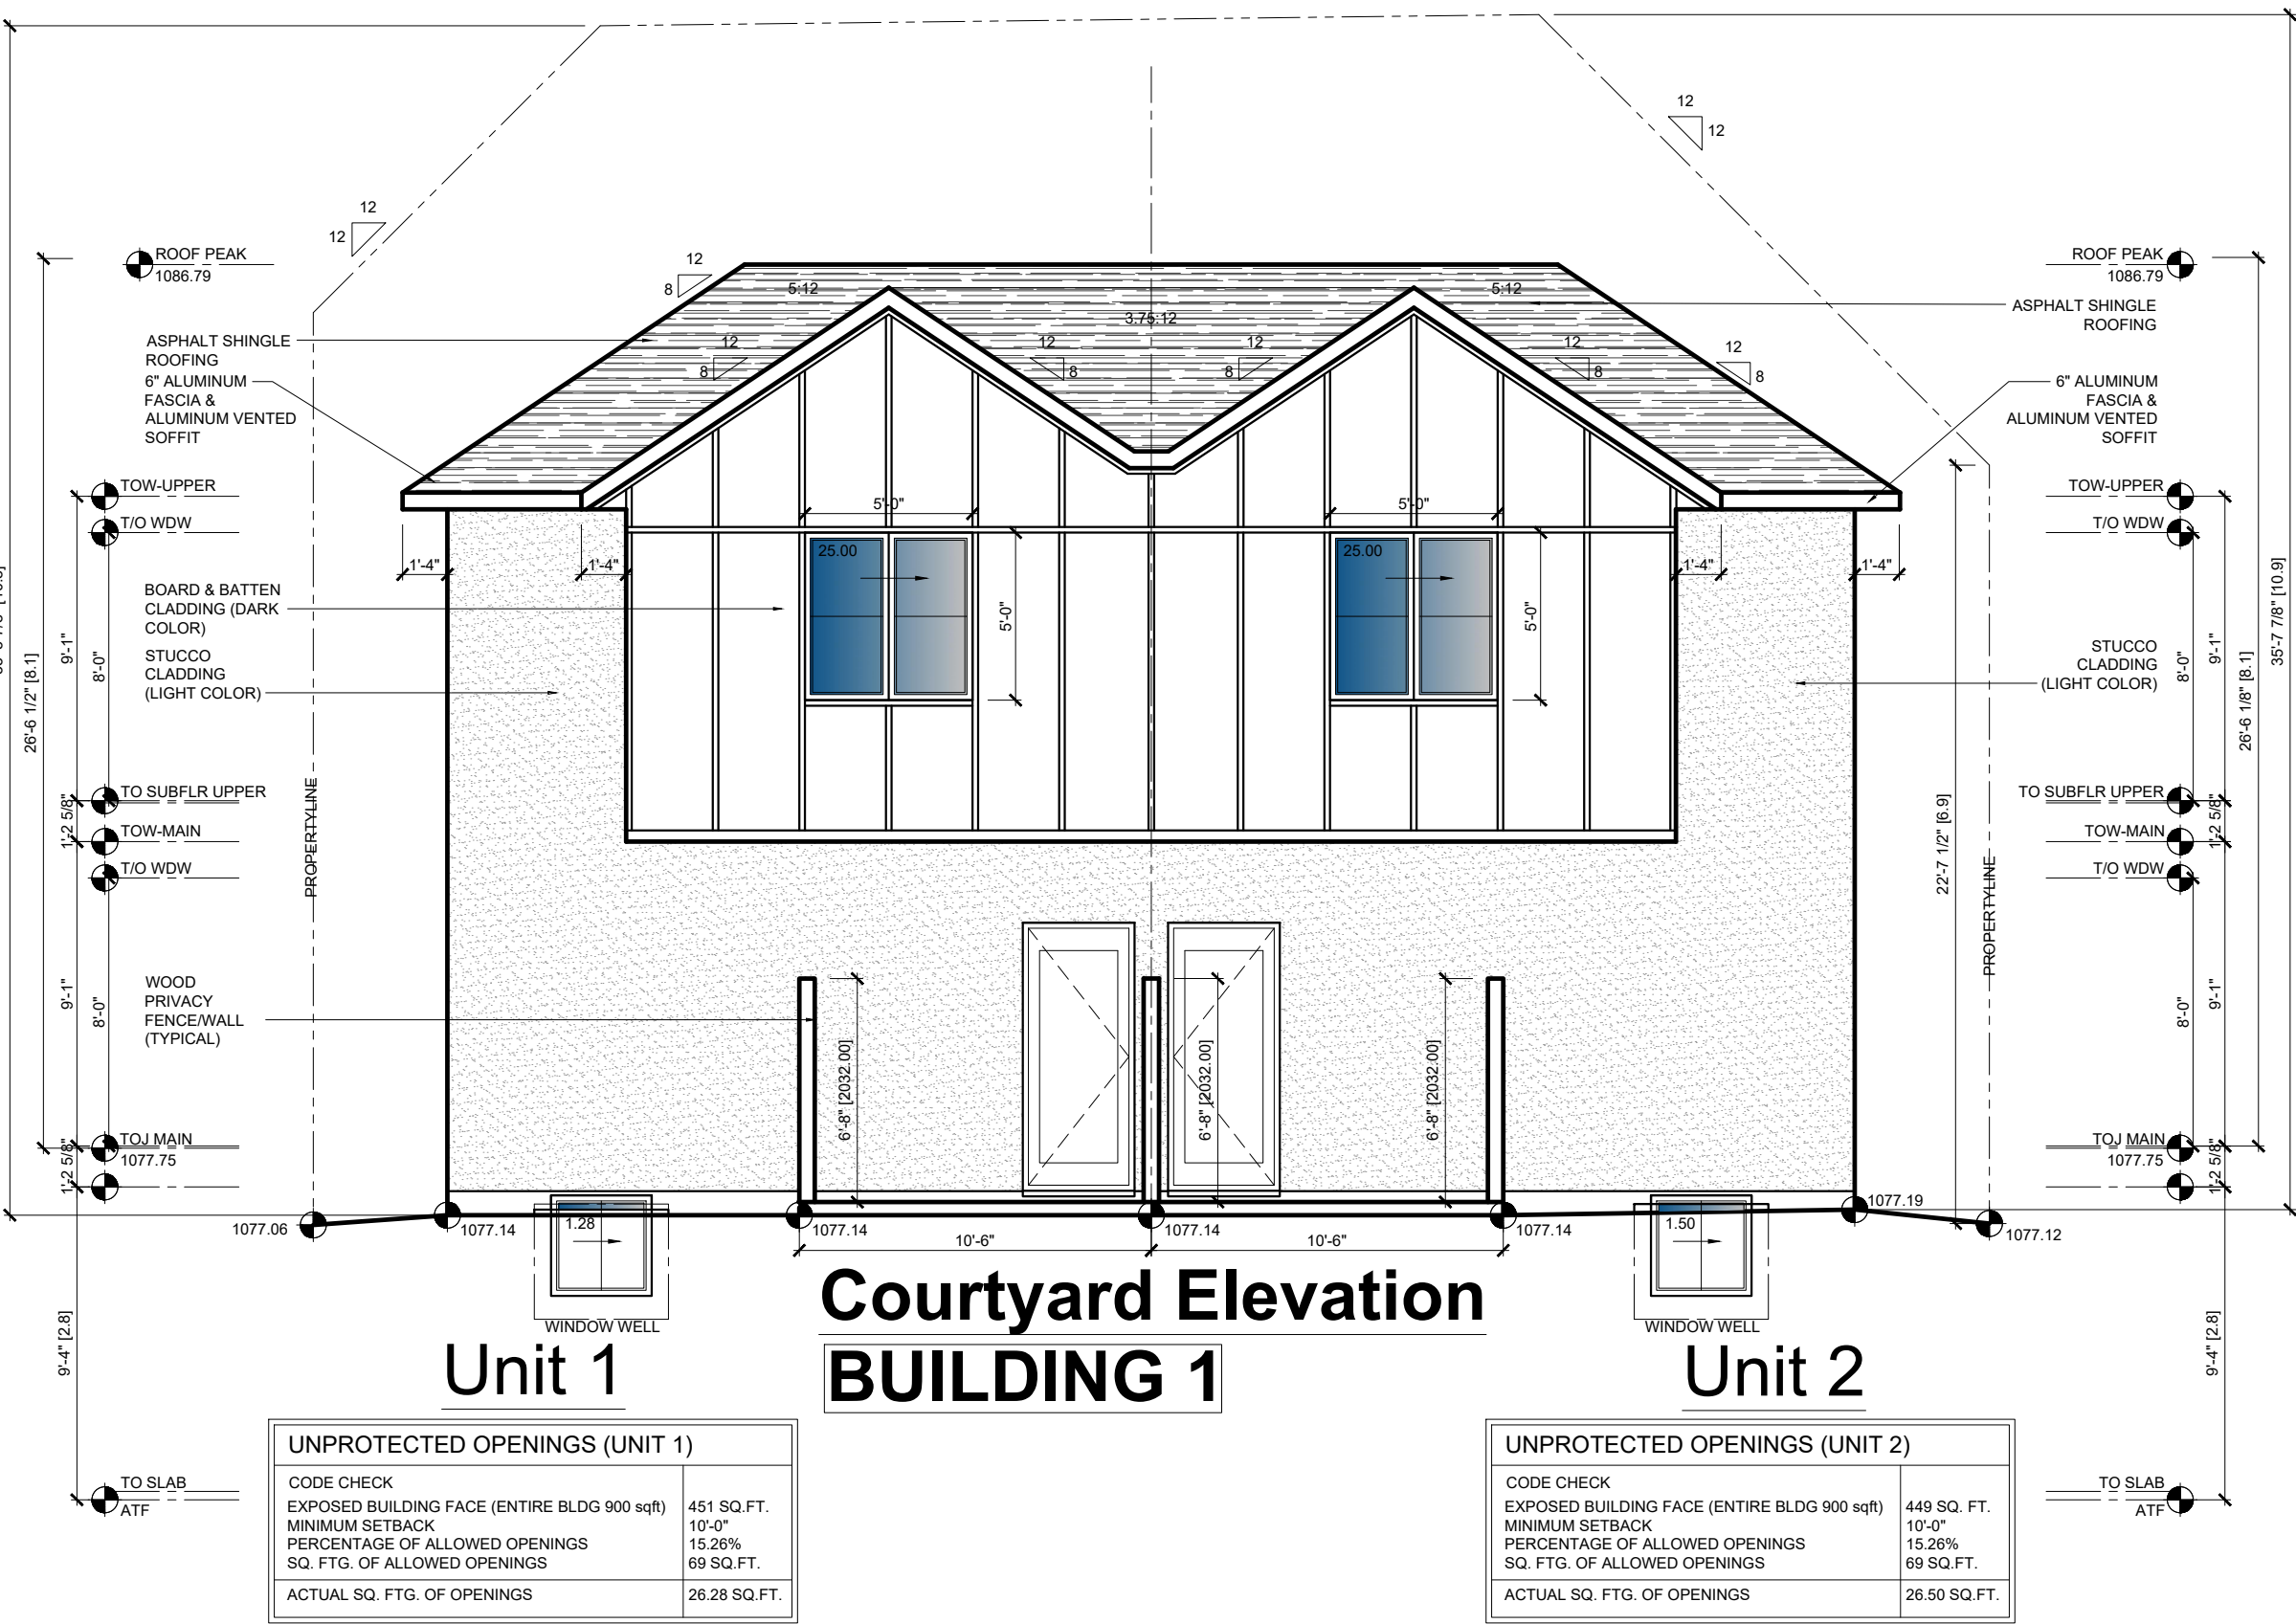 12
12
12
12
ROOF PEAK
1086.79
12
8
5:12
5:12
3.75:12
ROOF PEAK
1086.79
ASPHALT SHINGLE
ROOFING
ASPHALT SHINGLE
ROOFING
12
8
12
8
12
8
12
8
12
8
6" ALUMINUM
FASCIA &
ALUMINUM VENTED
SOFFIT
6" ALUMINUM
FASCIA &
ALUMINUM VENTED
SOFFIT
TOW-UPPER
T/O WDW
TOW-UPPER
T/O WDW
5'-0"
5'-0"
25.00
25.00
1'-4"
1'-4"
1'-4"
1'-4"
5'-0"
5'-0"
BOARD & BATTEN
CLADDING (DARK
COLOR)
STUCCO
CLADDING
(LIGHT COLOR)
STUCCO
CLADDING
(LIGHT COLOR)
26'-6 1/2" [8.1]
9'-1"
8'-0"
8'-0"
9'-1"
26'-6 1/8" [8.1]
35'-7 7/8" [10.9]
TO SUBFLR UPPER
1'-2 5/8"
TOW-MAIN
T/O WDW
TO SUBFLR UPPER
1'-2 5/8"
TOW-MAIN
T/O WDW
PROPERTYLINE
22'-7 1/2" [6.9]
PROPERTYLINE
WOOD
PRIVACY
FENCE/WALL
(TYPICAL)
9'-1"
8'-0"
8'-0"
9'-1"
6'-8" [2032.00]
6'-8" [2032.00]
6'-8" [2032.00]
TOJ MAIN
1077.75
1'-2 5/8"
TOJ MAIN
1077.75
1'-2 5/8"
1077.06
1077.14
1.28
1077.14
1077.14
1077.14
1.50
1077.19
1077.12
10'-6"
10'-6"
WINDOW WELL
WINDOW WELL
9'-4" [2.8]
9'-4" [2.8]
Courtyard Elevation
BUILDING 1
Unit 1
Unit 2
TO SLAB
ATF
TO SLAB
ATF
UNPROTECTED OPENINGS (UNIT 1)
CODE CHECK
EXPOSED BUILDING FACE (ENTIRE BLDG 900 sqft) 451 SQ.FT.
MINIMUM SETBACK 10'-0"
PERCENTAGE OF ALLOWED OPENINGS 15.26%
SQ. FTG. OF ALLOWED OPENINGS 69 SQ.FT.
ACTUAL SQ. FTG. OF OPENINGS 26.28 SQ.FT.
UNPROTECTED OPENINGS (UNIT 2)
CODE CHECK
EXPOSED BUILDING FACE (ENTIRE BLDG 900 sqft) 449 SQ. FT.
MINIMUM SETBACK 10'-0"
PERCENTAGE OF ALLOWED OPENINGS 15.26%
SQ. FTG. OF ALLOWED OPENINGS 69 SQ.FT.
ACTUAL SQ. FTG. OF OPENINGS 26.50 SQ.FT.